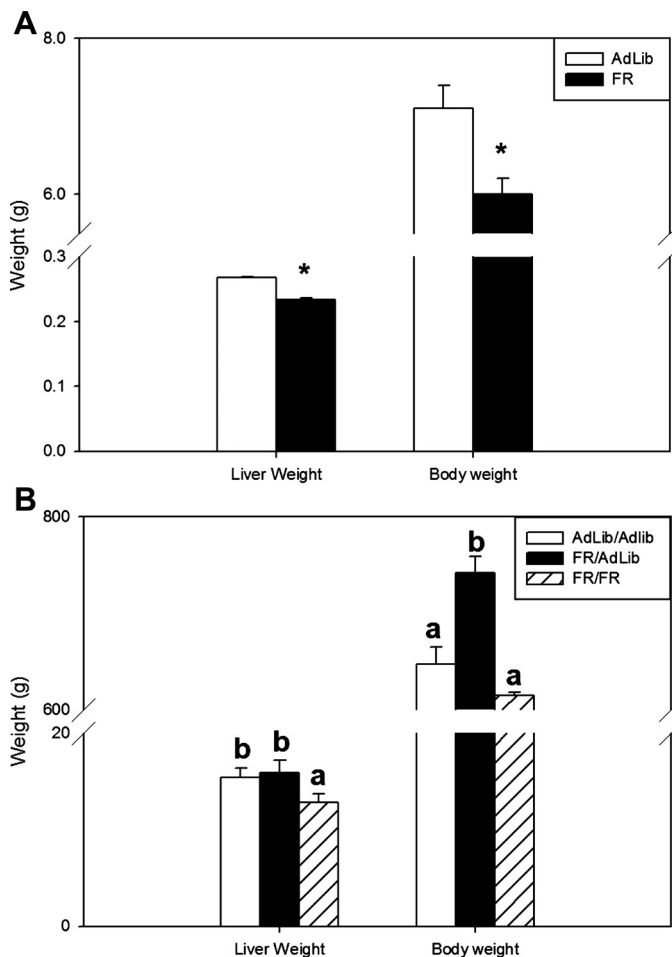 A
8.0
AdLib
FR
*
6.0
Weight (g)
0.3
*
0.2
0.1
0.0
Liver Weight
Body weight
B
800
AdLib/Adlib
FR/AdLib
FR/FR
b
a
a
600
Weight (g)
20
b
b
a
0
Liver Weight
Body weight